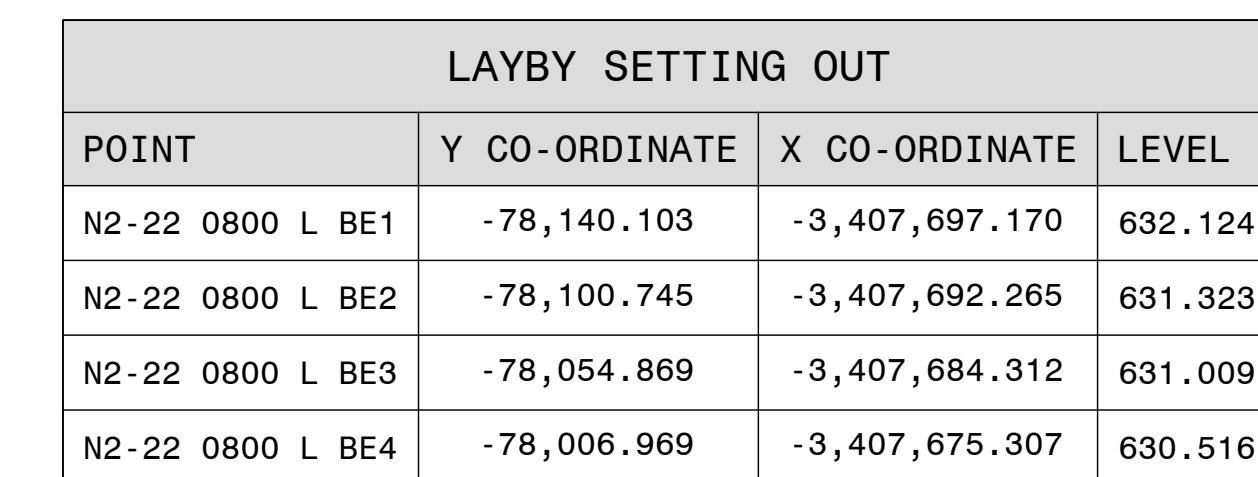 LAYBY SETTING OUT
POINT Y CO-ORDINATE X CO-ORDINATE LEVEL
N2-22 0800 L BE1 -78,140.103 -3,407,697.170 632.124
N2-22 0800 L BE2 -78,100.745 -3,407,692.265 631.323
N2-22 0800 L BE3 -78,054.869 -3,407,684.312 631.009
N2-22 0800 L BE4 -78,006.969 -3,407,675.307 630.516